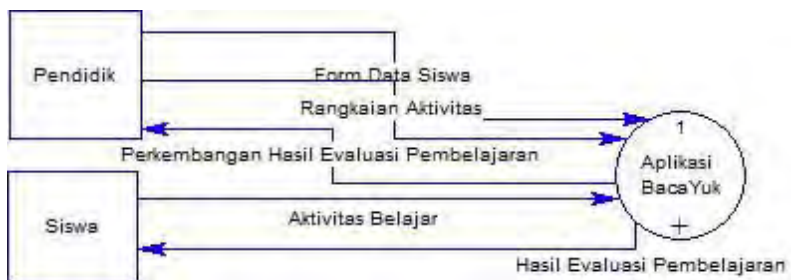 Pendidik
Form Data Siswa
Rangkaian Aktivitas
1
Aplikasi
BacaYuk
+
Perkembangan Hasil Evaluasi Pembelajaran
Siswa
Aktivitas Belajar
Hasil Evaluasi Pembelajaran